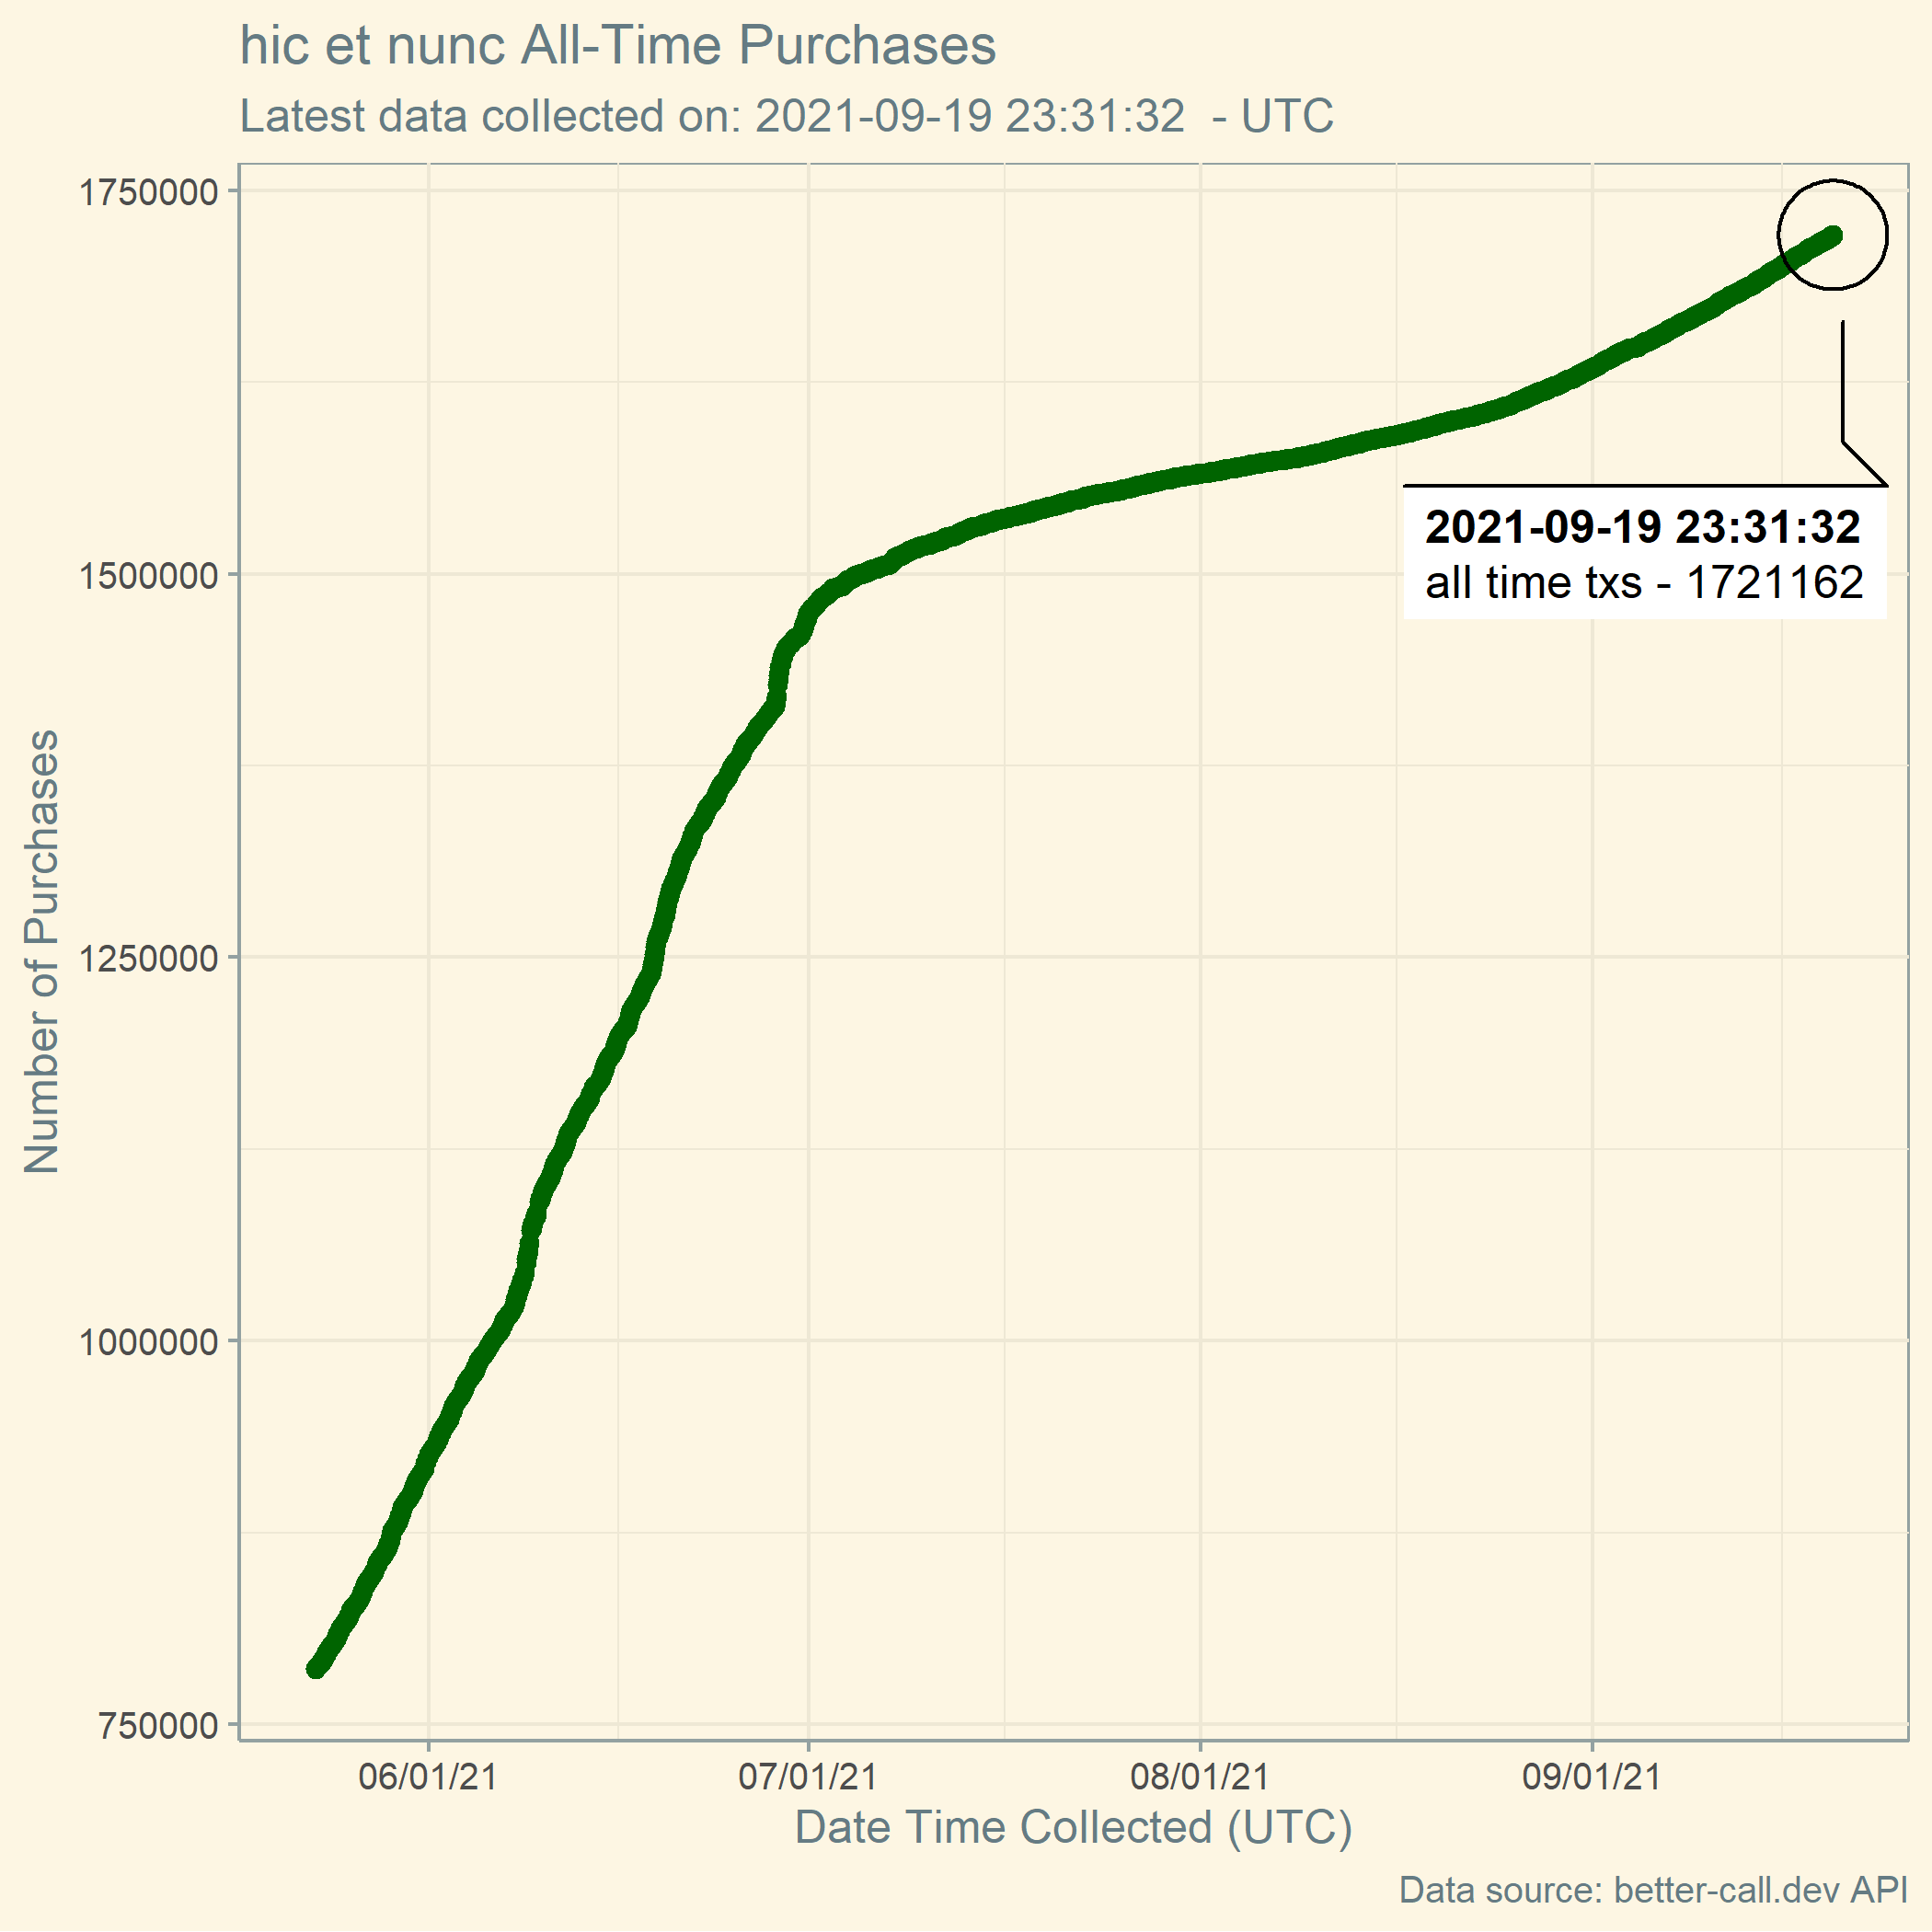 hic et nunc All-Time Purchases
Latest data collected on: 2021-09-19 23:31:32  - UTC
1750000
1500000
1250000
1000000
750000
Number of Purchases
2021-09-19 23:31:32
all time txs - 1721162
06/01/21
07/01/21
08/01/21
09/01/21
Date Time Collected (UTC)
Data source: better-call.dev API